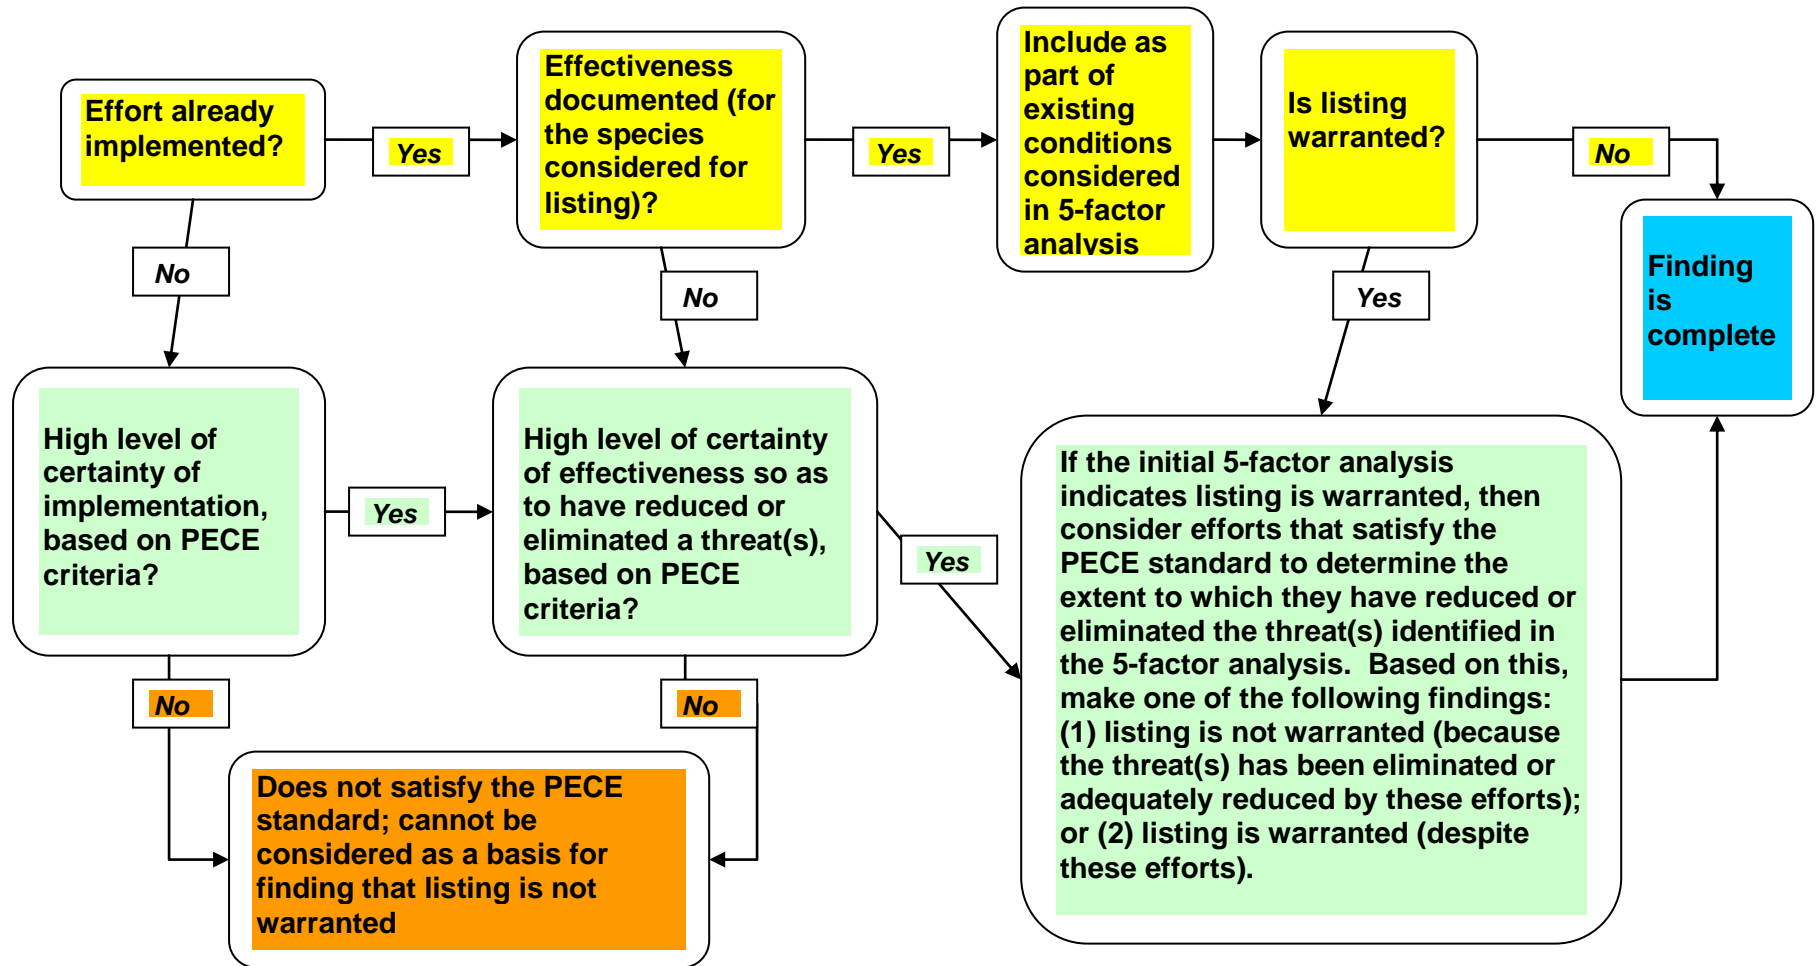 Effort already
implemented?
Yes
Effectiveness
documented (for
the species
considered for
listing)?
Yes
Include as
part of
existing
conditions
considered
in 5-factor
analysis
Is listing
warranted?
No
Finding
is
complete
No
No
Yes
High level of
certainty of
implementation,
based on PECE
criteria?
Yes
High level of certainty
of effectiveness so as
to have reduced or
eliminated a threat(s),
based on PECE
criteria?
Yes
If the initial 5-factor analysis
indicates listing is warranted, then
consider efforts that satisfy the
PECE standard to determine the
extent to which they have reduced or
eliminated the threat(s) identified in
the 5-factor analysis.  Based on this,
make one of the following findings:
(1) listing is not warranted (because
the threat(s) has been eliminated or
adequately reduced by these efforts);
or (2) listing is warranted (despite
these efforts).
No
No
Does not satisfy the PECE
standard; cannot be
considered as a basis for
finding that listing is not
warranted